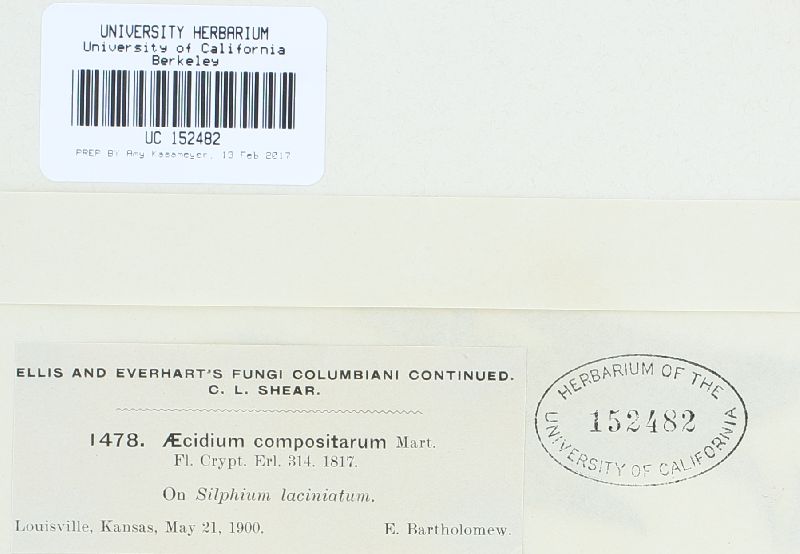 UNIVERSITY HERBARIUM
University of California
Berkeley
UC 152482
PREP BY Amy Kasameyer, 13 Feb 2017
ELLIS AND EVERHART'S FUNGI COLUMBIANI CONTINUED.
C. L. SHEAR.
1478. Æcidium compositarum Mart.
Fl. Crypt. Erl. 314. 1817.
On Silphium laciniatum.
Louisville, Kansas, May 21, 1900. E. Bartholomew.
HERBARIUM OF THE
152482
UNIVERSITY OF CALIFORNIA